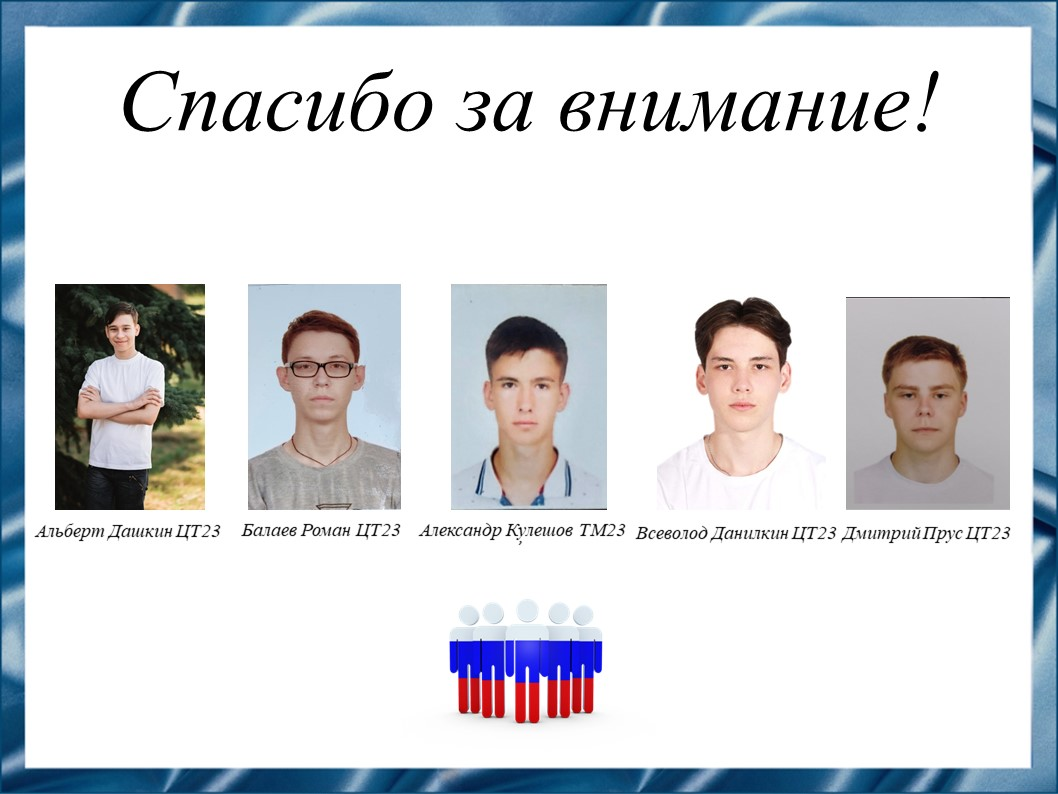 Спасибо за внимание!
Альберт Дашкин ЦТ23
Балаев Роман ЦТ23
Александр Кулешов ТМ23
,
Всеволод Данилкин ЦТ23
Дмитрий Прус ЦТ23